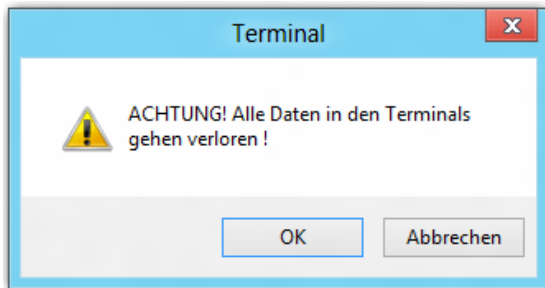 Terminal
ACHTUNG! Alle Daten in den Terminals
gehen verloren !
OK
Abbrechen